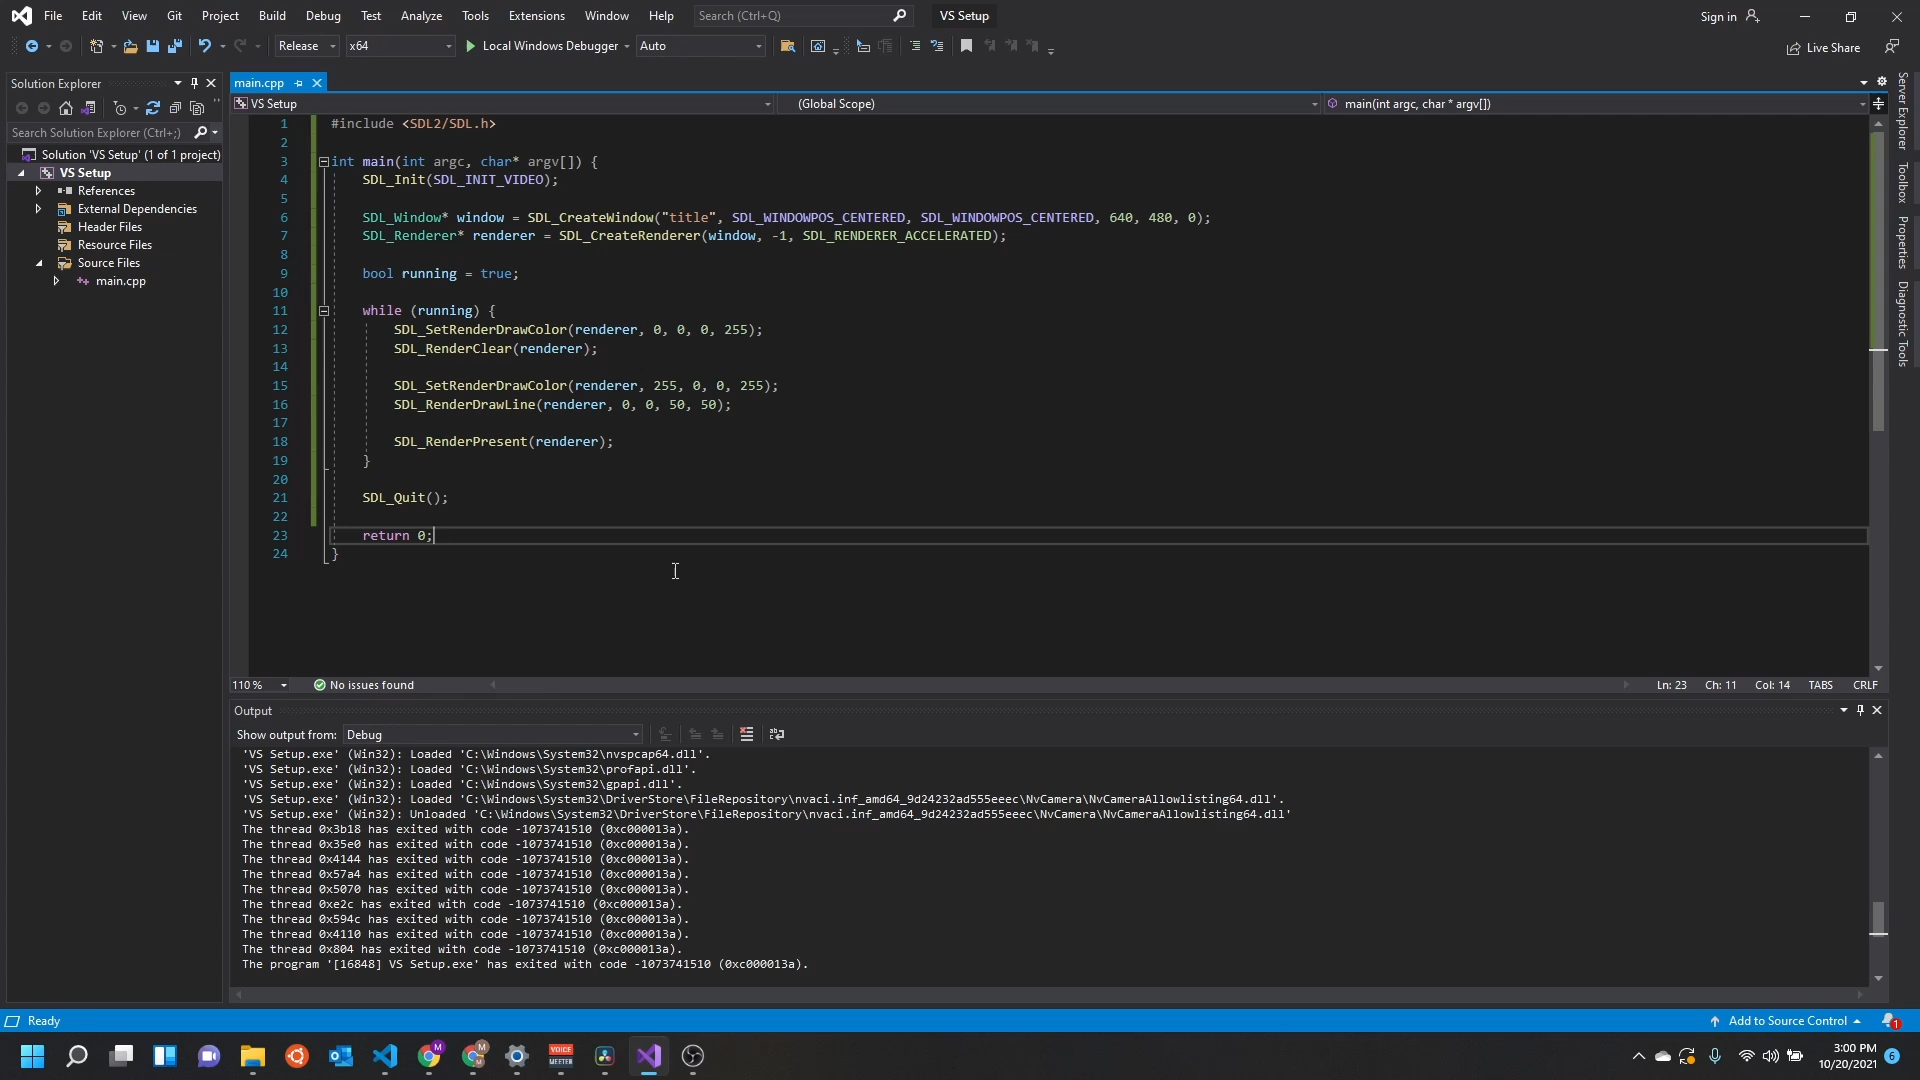 File Edit View Git Project Build Debug Test Analyze Tools Extensions Window Help Search (Ctrl+Q) VS Setup Sign in
Release x64 Local Windows Debugger Auto Live Share
Solution Explorer
Search Solution Explorer (Ctrl+;)
Solution 'VS Setup' (1 of 1 project)
VS Setup
References
External Dependencies
Header Files
Resource Files
Source Files
main.cpp
main.cpp
VS Setup (Global Scope) main(int argc, char * argv[])
1 #include <SDL2/SDL.h>
2
3 int main(int argc, char* argv[]) {
4 SDL_Init(SDL_INIT_VIDEO);
5
6 SDL_Window* window = SDL_CreateWindow("title", SDL_WINDOWPOS_CENTERED, SDL_WINDOWPOS_CENTERED, 640, 480, 0);
7 SDL_Renderer* renderer = SDL_CreateRenderer(window, -1, SDL_RENDERER_ACCELERATED);
8
9 bool running = true;
10
11 while (running) {
12 SDL_SetRenderDrawColor(renderer, 0, 0, 0, 255);
13 SDL_RenderClear(renderer);
14
15 SDL_SetRenderDrawColor(renderer, 255, 0, 0, 255);
16 SDL_RenderDrawLine(renderer, 0, 0, 50, 50);
17
18 SDL_RenderPresent(renderer);
19 }
20
21 SDL_Quit();
22
23 return 0;
24 }
110 % No issues found Ln: 23 Ch: 11 Col: 14 TABS CRLF
Server Explorer
Toolbox
Properties
Diagnostic Tools
Output
Show output from: Debug
'VS Setup.exe' (Win32): Loaded 'C:\Windows\System32\nvspcap64.dll'.
'VS Setup.exe' (Win32): Loaded 'C:\Windows\System32\profapi.dll'.
'VS Setup.exe' (Win32): Loaded 'C:\Windows\System32\gpapi.dll'.
'VS Setup.exe' (Win32): Loaded 'C:\Windows\System32\DriverStore\FileRepository\nvaci.inf_amd64_9d24232ad555eeec\NvCamera\NvCameraAllowlisting64.dll'.
'VS Setup.exe' (Win32): Unloaded 'C:\Windows\System32\DriverStore\FileRepository\nvaci.inf_amd64_9d24232ad555eeec\NvCamera\NvCameraAllowlisting64.dll'
The thread 0x3b18 has exited with code -1073741510 (0xc000013a).
The thread 0x35e0 has exited with code -1073741510 (0xc000013a).
The thread 0x4144 has exited with code -1073741510 (0xc000013a).
The thread 0x57a4 has exited with code -1073741510 (0xc000013a).
The thread 0x5070 has exited with code -1073741510 (0xc000013a).
The thread 0xe2c has exited with code -1073741510 (0xc000013a).
The thread 0x594c has exited with code -1073741510 (0xc000013a).
The thread 0x4110 has exited with code -1073741510 (0xc000013a).
The thread 0x804 has exited with code -1073741510 (0xc000013a).
The program '[16848] VS Setup.exe' has exited with code -1073741510 (0xc000013a).
Ready Add to Source Control 1
M
VOICE
MEETER
3:00 PM
10/20/2021
6